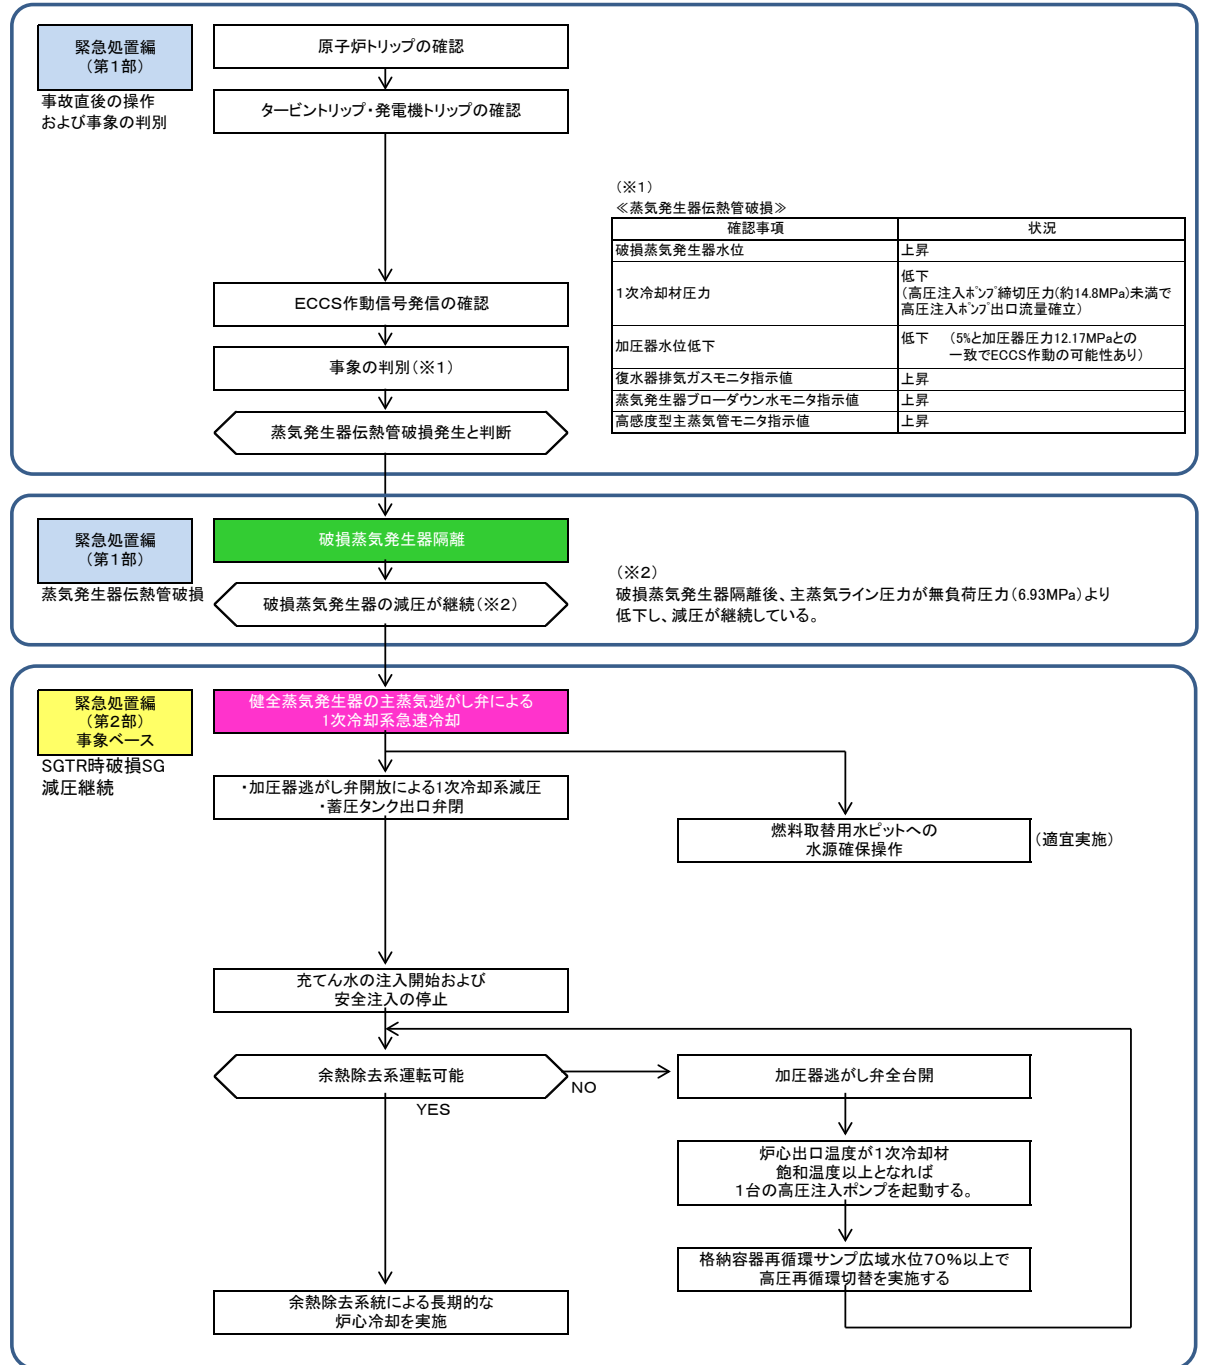 緊急処置編
(第1部)
事故直後の操作
および事象の判別
原子炉トリップの確認
タービントリップ・発電機トリップの確認
ECCS作動信号発信の確認
事象の判別(※1)
蒸気発生器伝熱管破損発生と判断
(※1)
≪蒸気発生器伝熱管破損≫
確認事項 状況
破損蒸気発生器水位 上昇
1次冷却材圧力 低下
(高圧注入ポンプ締切圧力(約14.8MPa)未満で
高圧注入ポンプ出口流量確立)
加圧器水位低下 低下 (5%と加圧器圧力12.17MPaとの
一致でECCS作動の可能性あり)
復水器排気ガスモニタ指示値 上昇
蒸気発生器ブローダウン水モニタ指示値 上昇
高感度型主蒸気管モニタ指示値 上昇
緊急処置編
(第1部)
蒸気発生器伝熱管破損
破損蒸気発生器隔離
破損蒸気発生器の減圧が継続(※2)
(※2)
破損蒸気発生器隔離後、主蒸気ライン圧力が無負荷圧力(6.93MPa)より
低下し、減圧が継続している。
緊急処置編
(第2部)
事象ベース
SGTR時破損SG
減圧継続
健全蒸気発生器の主蒸気逃がし弁による
1次冷却系急速冷却
・加圧器逃がし弁開放による1次冷却系減圧
・蓄圧タンク出口弁閉
燃料取替用水ピットへの
水源確保操作
(適宜実施)
充てん水の注入開始および
安全注入の停止
余熱除去系運転可能
NO
YES
加圧器逃がし弁全台開
炉心出口温度が1次冷却材
飽和温度以上となれば
1台の高圧注入ポンプを起動する。
格納容器再循環サンプ広域水位70%以上で
高圧再循環切替を実施する
余熱除去系統による長期的な
炉心冷却を実施